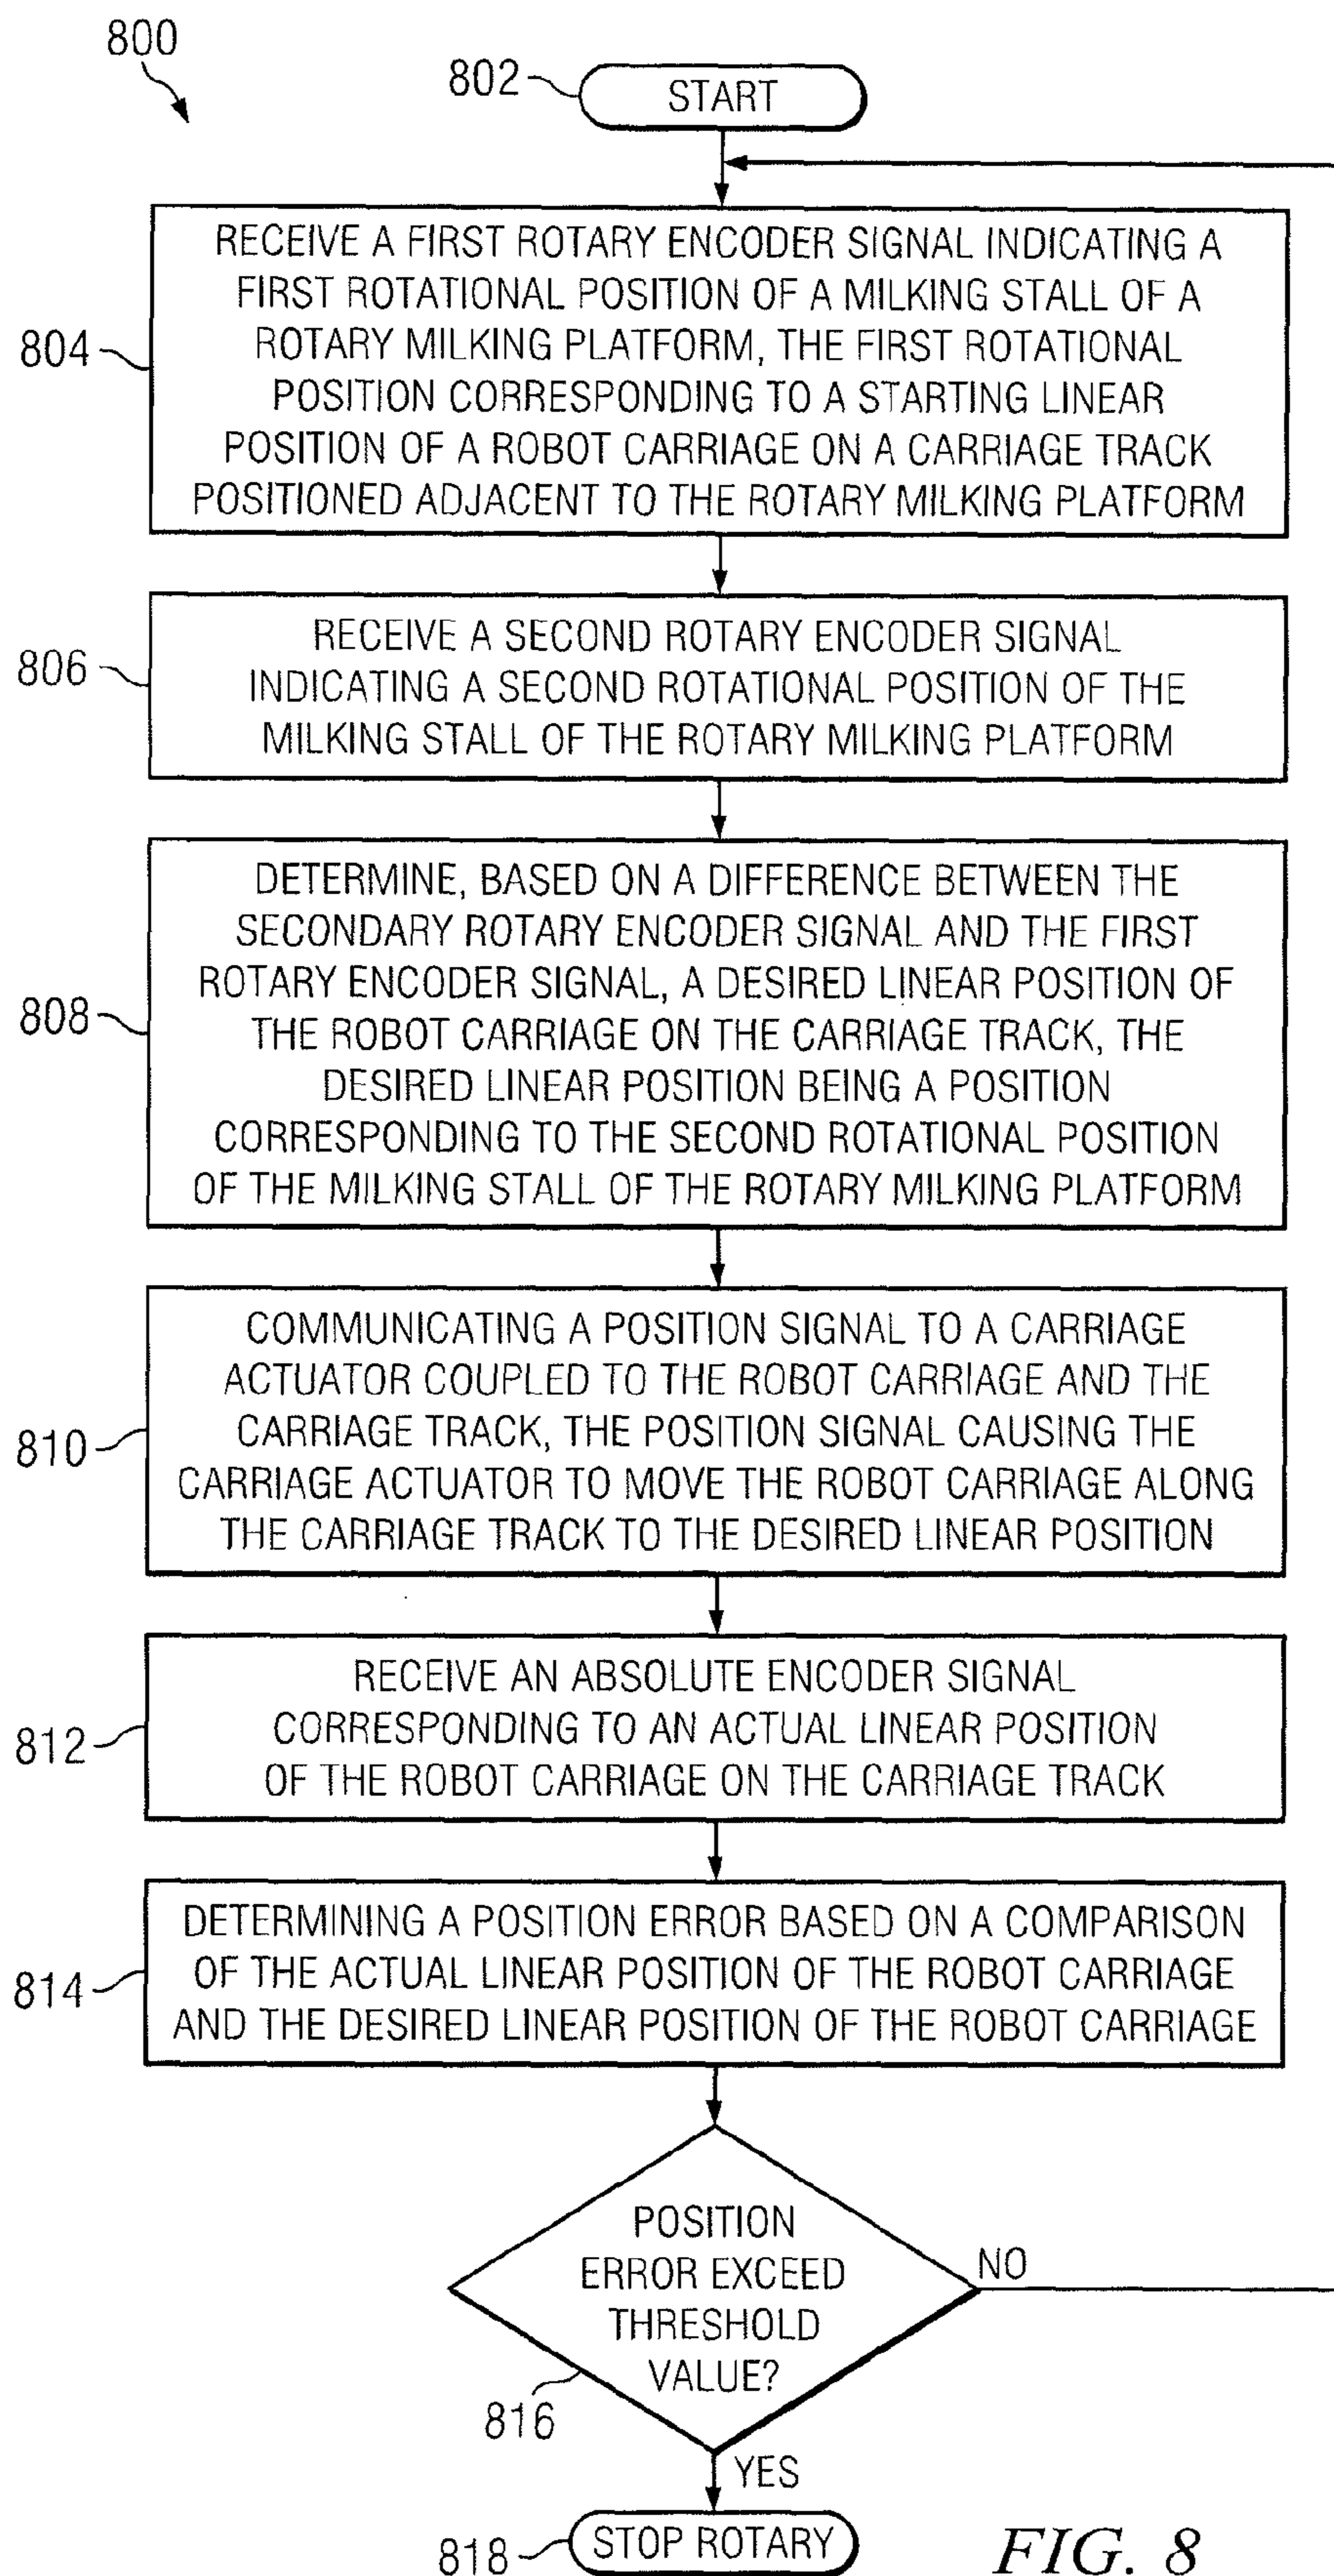 800
802
START
804
RECEIVE A FIRST ROTARY ENCODER SIGNAL INDICATING A
FIRST ROTATIONAL POSITION OF A MILKING STALL OF A
ROTARY MILKING PLATFORM, THE FIRST ROTATIONAL
POSITION CORRESPONDING TO A STARTING LINEAR
POSITION OF A ROBOT CARRIAGE ON A CARRIAGE TRACK
POSITIONED ADJACENT TO THE ROTARY MILKING PLATFORM
806
RECEIVE A SECOND ROTARY ENCODER SIGNAL
INDICATING A SECOND ROTATIONAL POSITION OF THE
MILKING STALL OF THE ROTARY MILKING PLATFORM
808
DETERMINE, BASED ON A DIFFERENCE BETWEEN THE
SECONDARY ROTARY ENCODER SIGNAL AND THE FIRST
ROTARY ENCODER SIGNAL, A DESIRED LINEAR POSITION OF
THE ROBOT CARRIAGE ON THE CARRIAGE TRACK, THE
DESIRED LINEAR POSITION BEING A POSITION
CORRESPONDING TO THE SECOND ROTATIONAL POSITION
OF THE MILKING STALL OF THE ROTARY MILKING PLATFORM
810
COMMUNICATING A POSITION SIGNAL TO A CARRIAGE
ACTUATOR COUPLED TO THE ROBOT CARRIAGE AND THE
CARRIAGE TRACK, THE POSITION SIGNAL CAUSING THE
CARRIAGE ACTUATOR TO MOVE THE ROBOT CARRIAGE ALONG
THE CARRIAGE TRACK TO THE DESIRED LINEAR POSITION
812
RECEIVE AN ABSOLUTE ENCODER SIGNAL
CORRESPONDING TO AN ACTUAL LINEAR POSITION
OF THE ROBOT CARRIAGE ON THE CARRIAGE TRACK
814
DETERMINING A POSITION ERROR BASED ON A COMPARISON
OF THE ACTUAL LINEAR POSITION OF THE ROBOT CARRIAGE
AND THE DESIRED LINEAR POSITION OF THE ROBOT CARRIAGE
POSITION
ERROR EXCEED
THRESHOLD
VALUE?
NO
816
YES
818
STOP ROTARY
FIG. 8